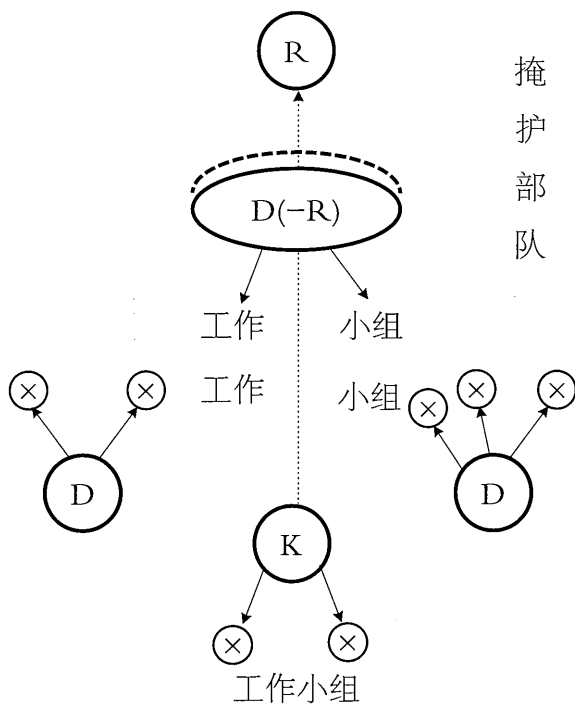 R
掩护部队
D(−R)
工作 小组
工作 小组
× × × × ×
D D
K
× ×
工作小组